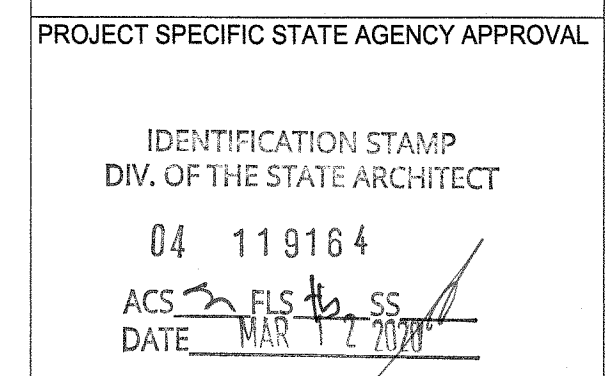 PROJECT SPECIFIC STATE AGENCY APPROVAL
IDENTIFICATION STAMP
DIV. OF THE STATE ARCHITECT
04 119164
ACS FLS SS
DATE MAR 12 2020